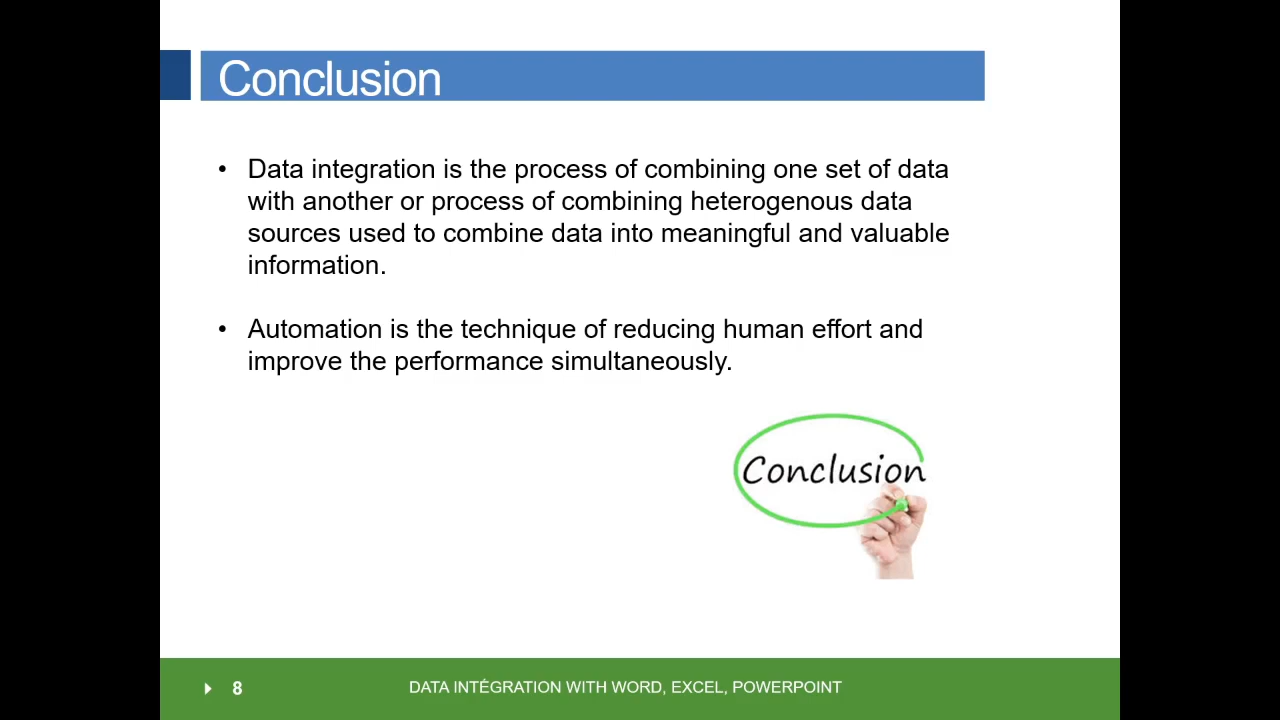 Conclusion
• Data integration is the process of combining one set of data
with another or process of combining heterogenous data
sources used to combine data into meaningful and valuable
information.
• Automation is the technique of reducing human effort and
improve the performance simultaneously.
Conclusion
8
DATA INTÉGRATION WITH WORD, EXCEL, POWERPOINT